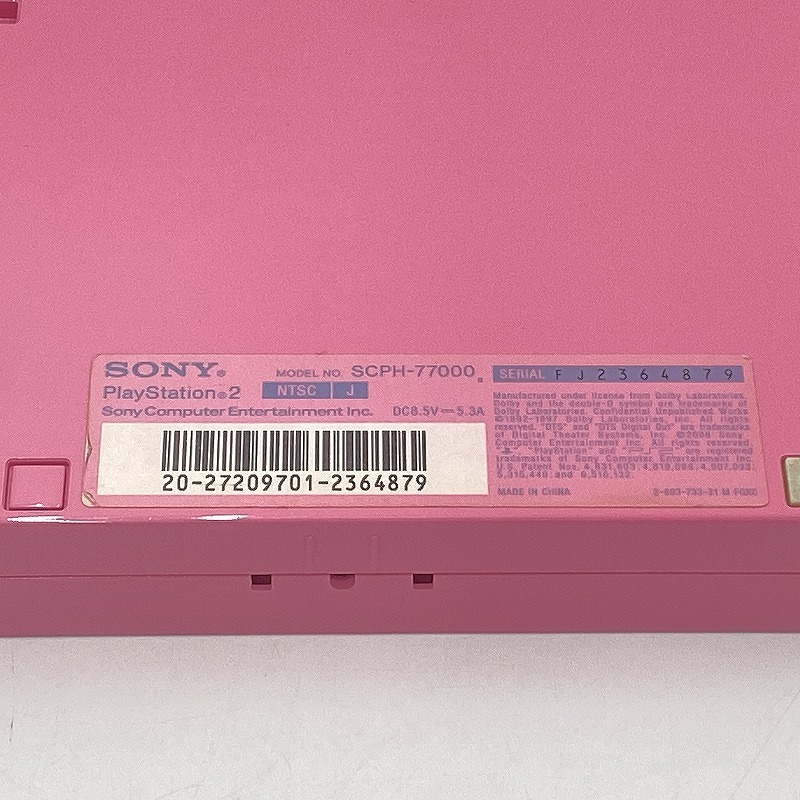 SONY®
MODEL NO. SCPH-77000
PlayStation®2
NTSC J
Sony Computer Entertainment Inc. DC8.5V 5.3A
20-27209701-2364879
SERIAL F J 2 3 6 4 8 7 9
Manufactured under license from Dolby Laboratories.
Dolby and the double-D symbol are trademarks of
Dolby Laboratories. Confidential Unpublished Works
©1992-1997 Dolby Laboratories, Inc. All rights
reserved. "DTS" and "DTS Digital Out" are trademarks
of Digital Theater Systems, Inc. ©2006 Sony
Computer Entertainment Inc. All rights reserved.
"PlayStation" and are registered
trademarks of Sony Computer Entertainment Inc.
U.S. Patent Nos.
and
MADE IN CHINA